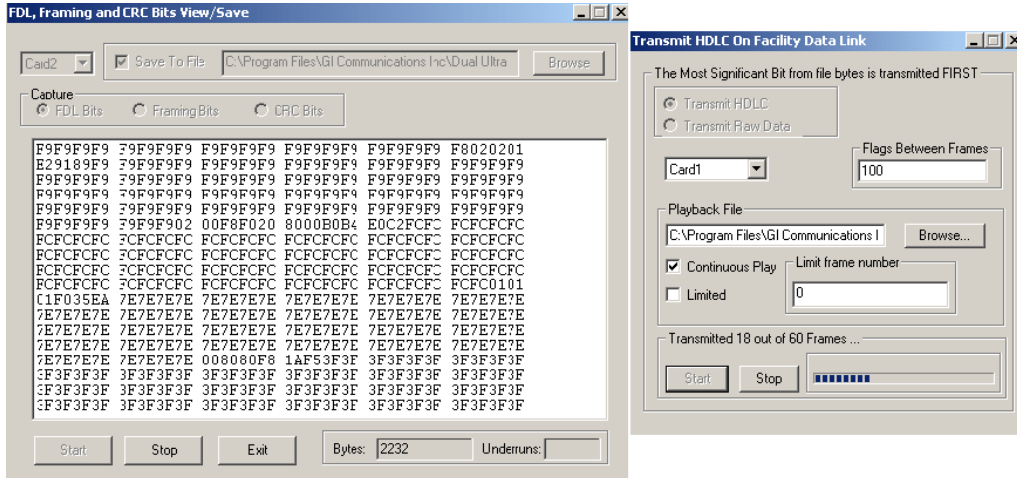 FDL, Framing and CRC Bits View/Save
Card2
Save To File
C:\Program Files\GI Communications Inc\Dual Ultra
Browse
Capture
FDL Bits
Framing Bits
CRC Bits
F9F9F9F9 F9F9F9F9 F9F9F9F9 F9F9F9F9 F9F9F9F9 F8020201
E29189F9 F9F9F9F9 F9F9F9F9 F9F9F9F9 F9F9F9F9 F9F9F9F9
F9F9F9F9 F9F9F9F9 F9F9F9F9 F9F9F9F9 F9F9F9F9 F9F9F9F9
F9F9F9F9 F9F9F9F9 F9F9F9F9 F9F9F9F9 F9F9F9F9 F9F9F9F9
F9F9F9F9 F9F9F9F9 F9F9F9F9 F9F9F9F9 F9F9F9F9 F9F9F9F9
F9F9F9F9 F9F9F902 00F8F020 8000B0B4 E0C2FCFC FCFCFCFC
FCFCFCFC FCFCFCFC FCFCFCFC FCFCFCFC FCFCFCFC FCFCFCFC
FCFCFCFC FCFCFCFC FCFCFCFC FCFCFCFC FCFCFCFC FCFCFCFC
FCFCFCFC FCFCFCFC FCFCFCFC FCFCFCFC FCFCFCFC FCFCFCFC
FCFCFCFC FCFCFCFC FCFCFCFC FCFCFCFC FCFCFCFC FCFC0101
C1F035EA 7E7E7E7E 7E7E7E7E 7E7E7E7E 7E7E7E7E 7E7E7E7E
7E7E7E7E 7E7E7E7E 7E7E7E7E 7E7E7E7E 7E7E7E7E 7E7E7E7E
7E7E7E7E 7E7E7E7E 7E7E7E7E 7E7E7E7E 7E7E7E7E 7E7E7E7E
7E7E7E7E 7E7E7E7E 7E7E7E7E 7E7E7E7E 7E7E7E7E 7E7E7E7E
7E7E7E7E 7E7E7E7E 008080F8 1AF53F3F 3F3F3F3F 3F3F3F3F
3F3F3F3F 3F3F3F3F 3F3F3F3F 3F3F3F3F 3F3F3F3F 3F3F3F3F
3F3F3F3F 3F3F3F3F 3F3F3F3F 3F3F3F3F 3F3F3F3F 3F3F3F3F
3F3F3F3F 3F3F3F3F 3F3F3F3F 3F3F3F3F 3F3F3F3F 3F3F3F3F
Start
Stop
Exit
Bytes: 2232
Underruns:
Transmit HDLC On Facility Data Link
The Most Significant Bit from file bytes is transmitted FIRST
Transmit HDLC
Transmit Raw Data
Card1
Flags Between Frames
100
Playback File
C:\Program Files\GI Communications I
Browse...
Continuous Play
Limited
Limit frame number
0
Transmitted 18 out of 60 Frames ...
Start
Stop